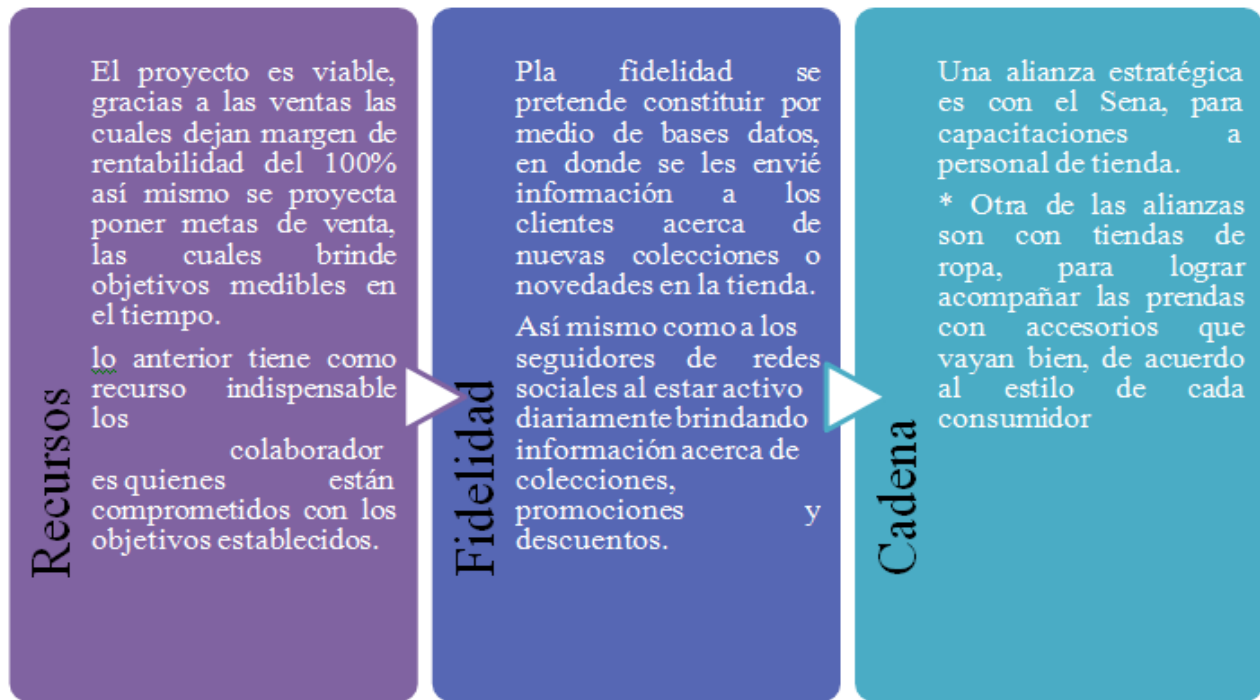 Recursos
El proyecto es viable,
gracias a las ventas las
cuales dejan margen de
rentabilidad del 100%
así mismo se proyecta
poner metas de venta,
las cuales brinde
objetivos medibles en
el tiempo.
lo anterior tiene como
recurso indispensable
los
colaborador
es quienes están
comprometidos con los
objetivos establecidos.
Fidelidad
Pla fidelidad se
pretende constituir por
medio de bases datos,
en donde se les envié
información a los
clientes acerca de
nuevas colecciones o
novedades en la tienda.
Así mismo como a los
seguidores de redes
sociales al estar activo
diariamente brindando
información acerca de
colecciones,
promociones y
descuentos.
Cadena
Una alianza estratégica
es con el Sena, para
capacitaciones a
personal de tienda.
* Otra de las alianzas
son con tiendas de
ropa, para lograr
acompañar las prendas
con accesorios que
vayan bien, de acuerdo
al estilo de cada
consumidor